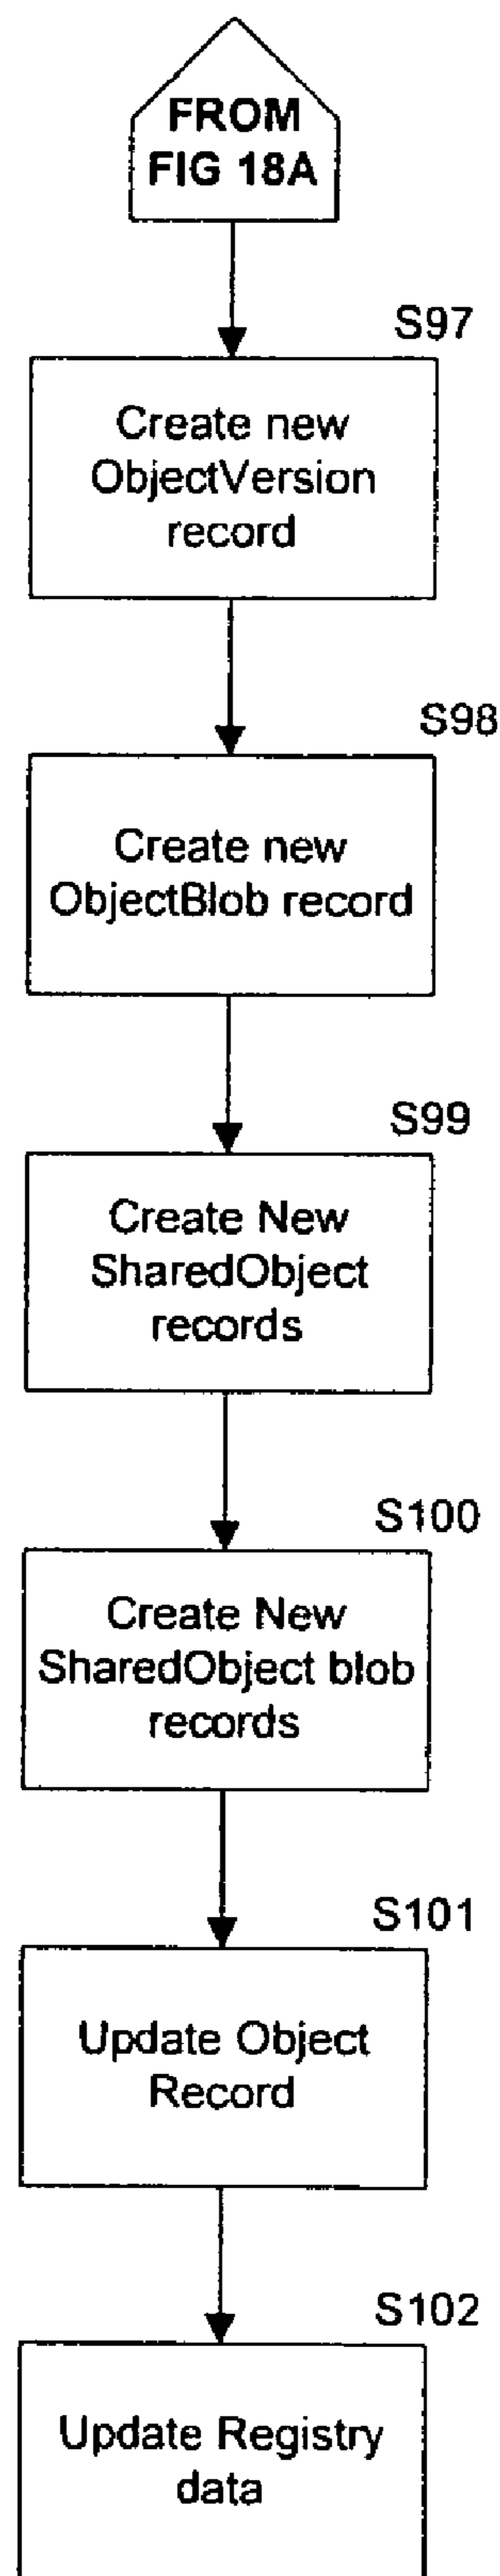 FROM
FIG 18A
S97
Create new
ObjectVersion
record
S98
Create new
ObjectBlob record
S99
Create New
SharedObject
records
S100
Create New
SharedObject blob
records
S101
Update Object
Record
S102
Update Registry
data